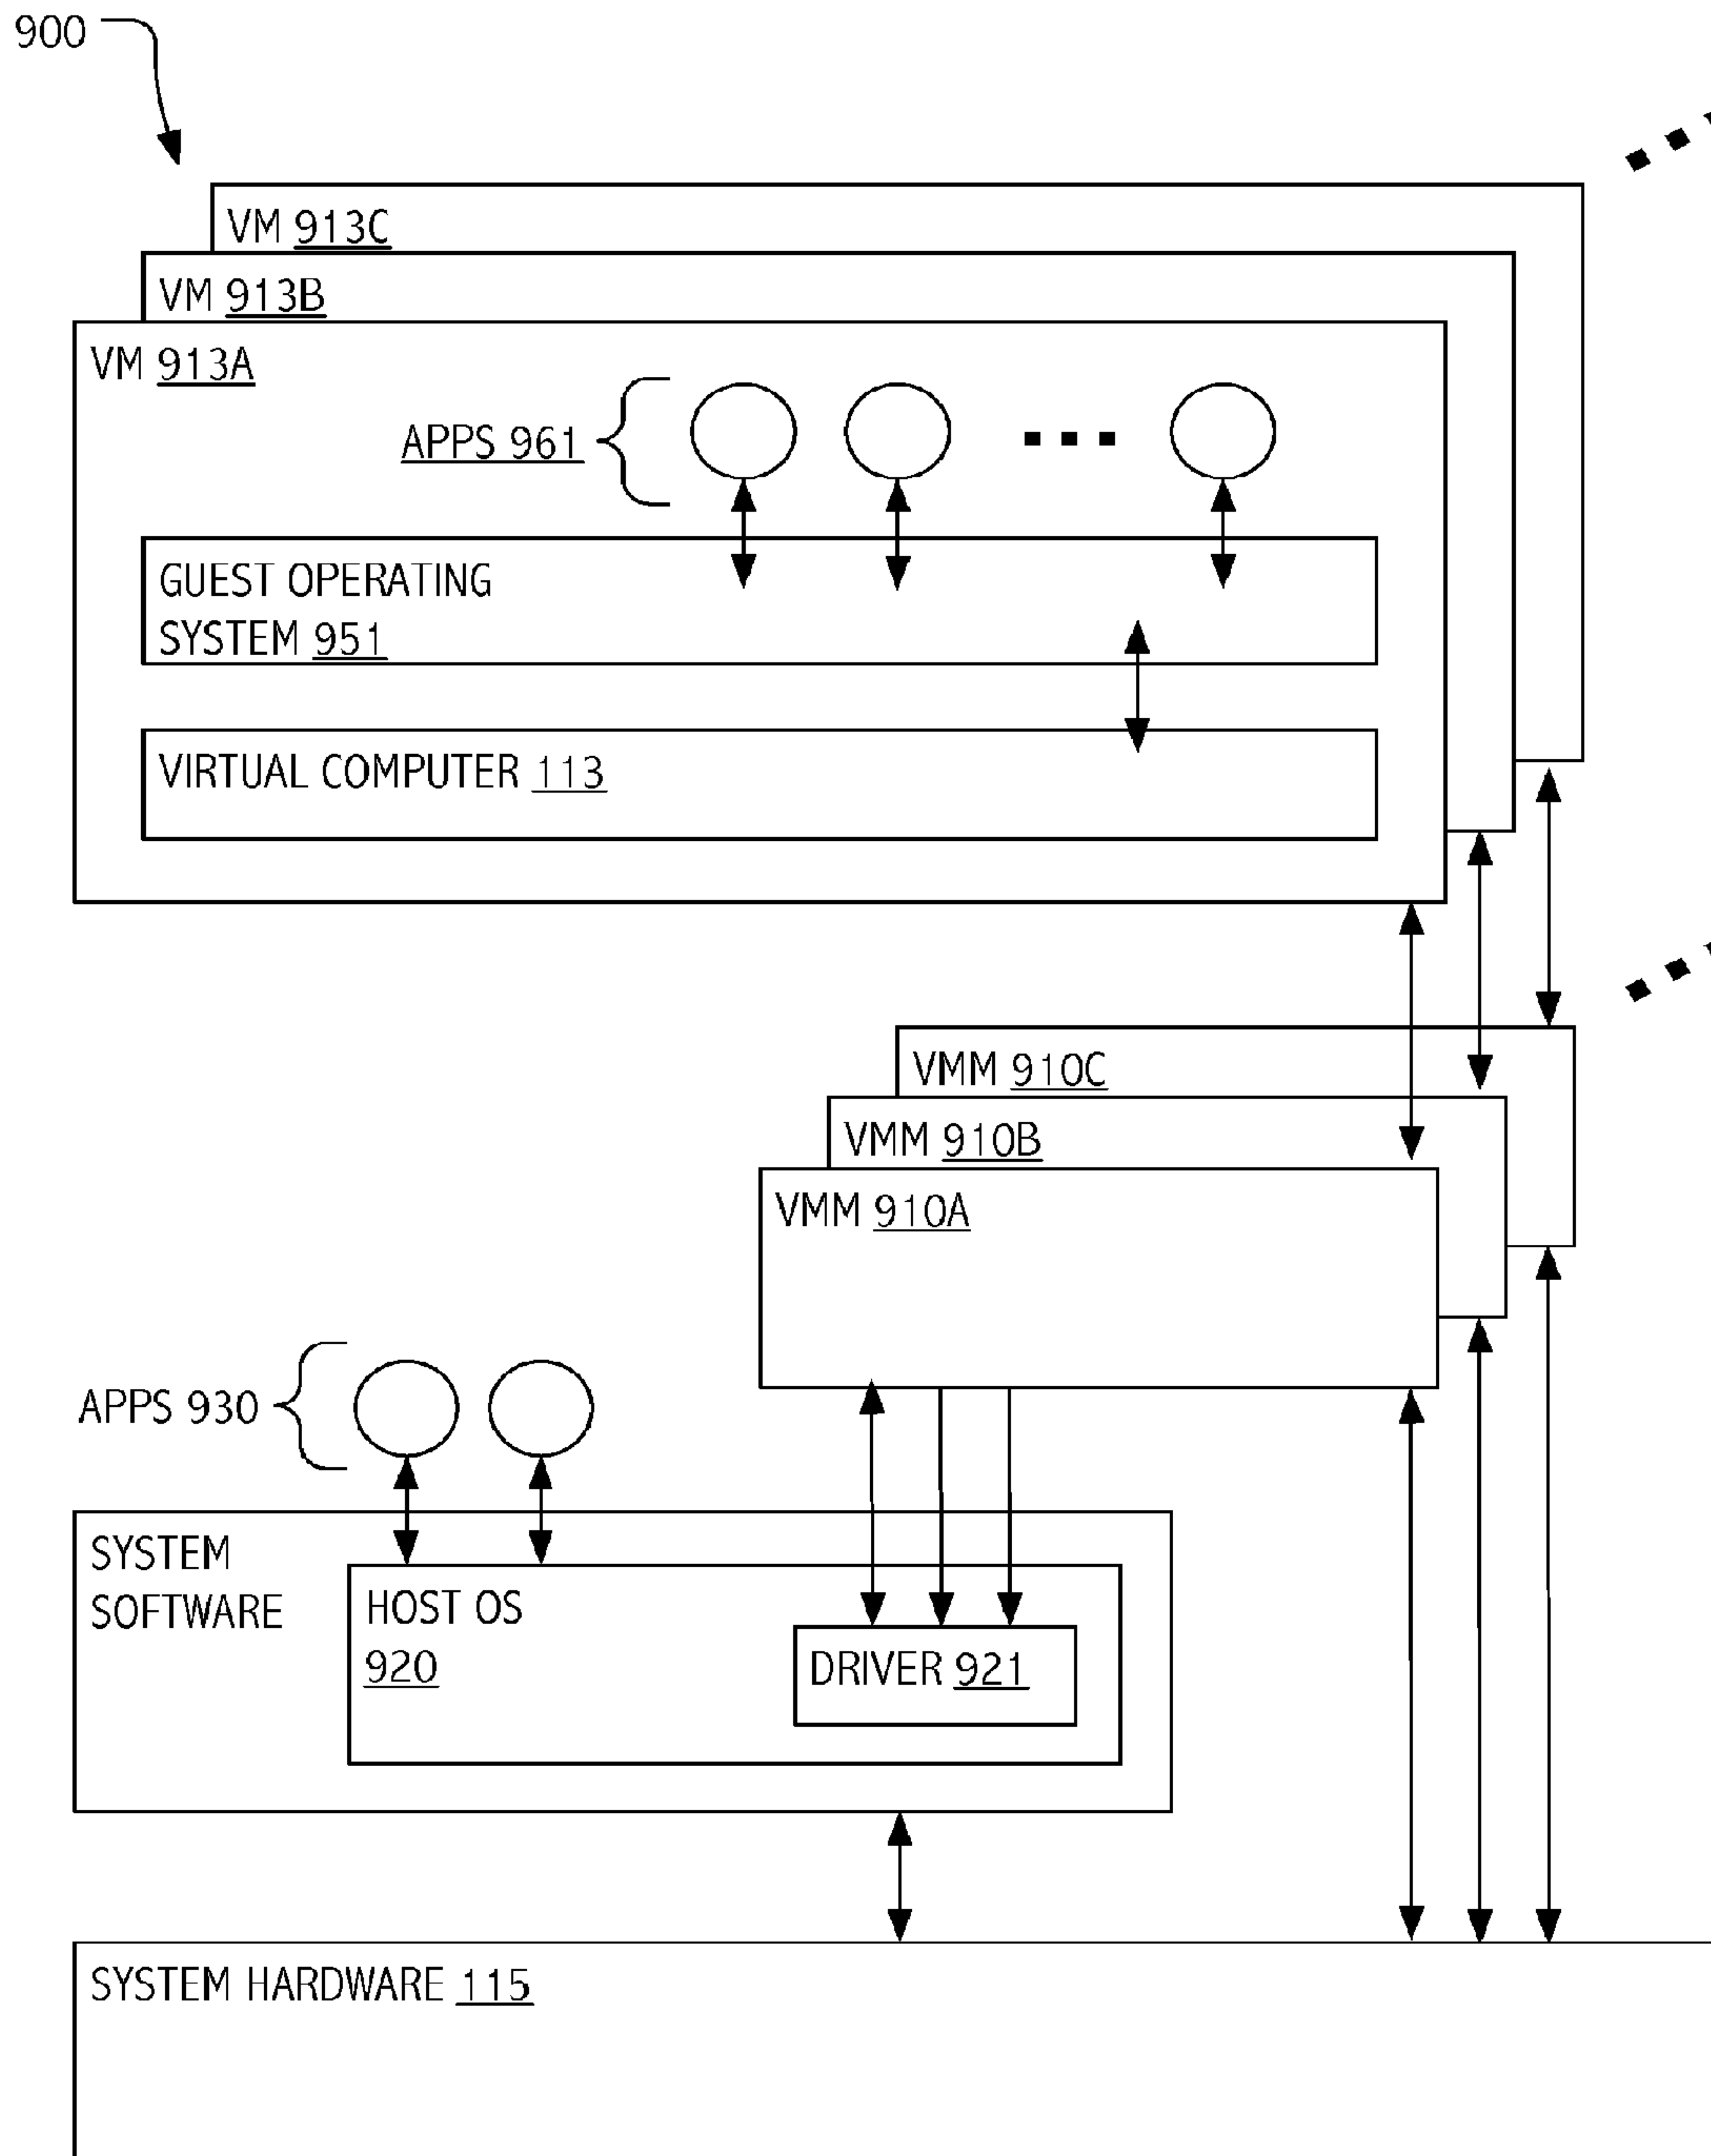 900
VM 913C
VM 913B
VM 913A
APPS 961
GUEST OPERATING
SYSTEM 951
VIRTUAL COMPUTER 113
VMM 910C
VMM 910B
VMM 910A
APPS 930
SYSTEM
SOFTWARE
HOST OS
920
DRIVER 921
SYSTEM HARDWARE 115